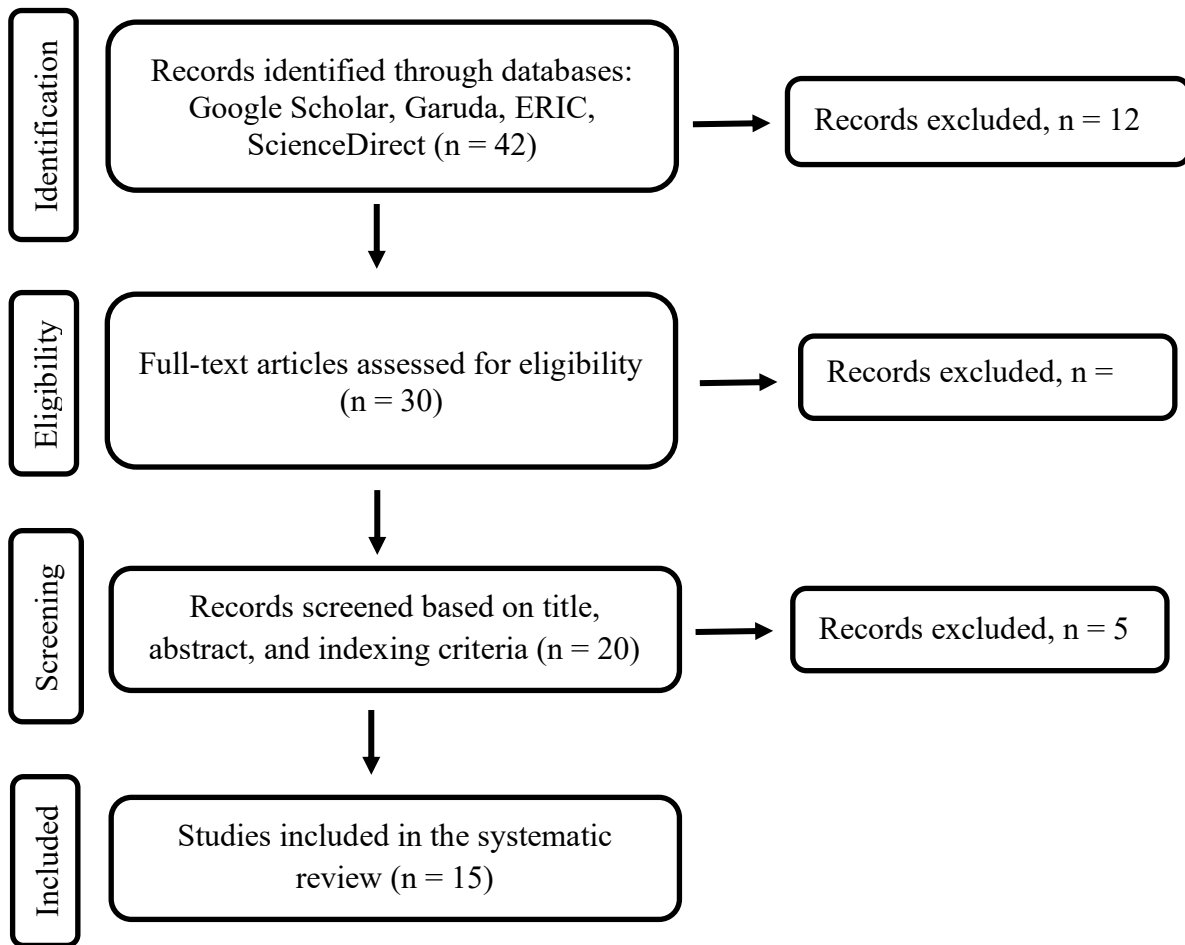 Identification
Records identified through databases:
Google Scholar, Garuda, ERIC,
ScienceDirect (n = 42)
Records excluded, n = 12
Eligibility
Full-text articles assessed for eligibility
(n = 30)
Records excluded, n =
Screening
Records screened based on title,
abstract, and indexing criteria (n = 20)
Records excluded, n = 5
Included
Studies included in the systematic
review (n = 15)